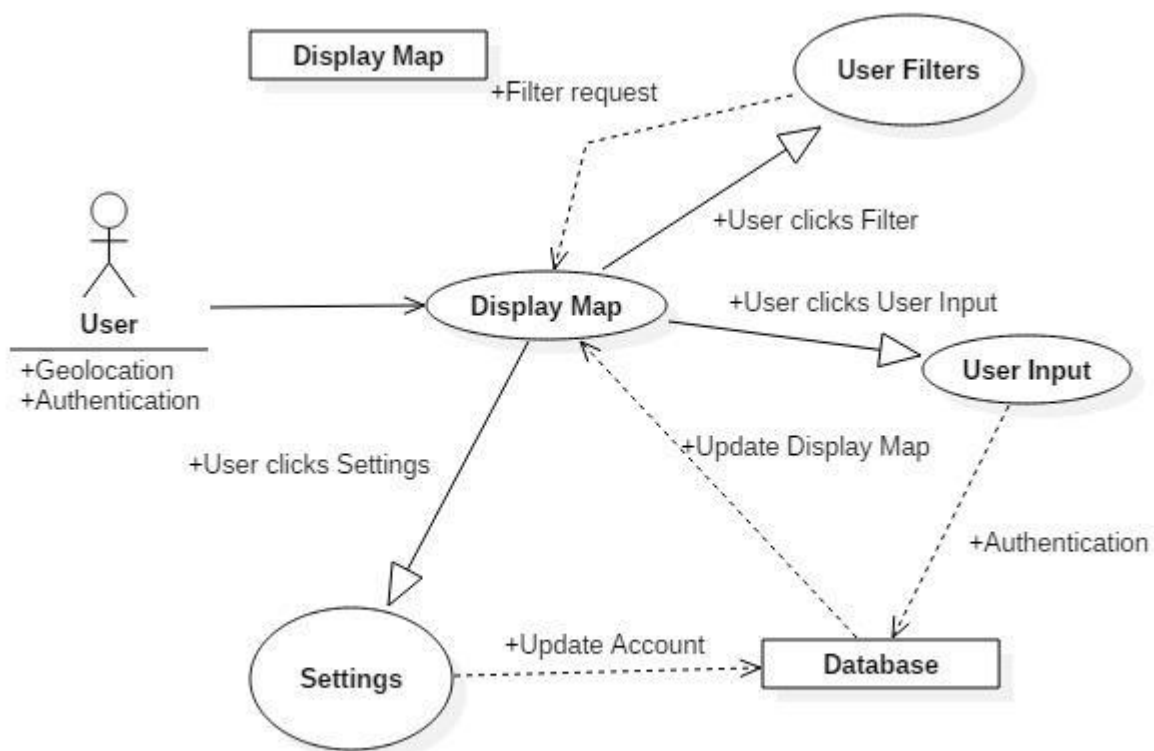 Display Map
User Filters
+Filter request
+User clicks Filter
Display Map
+User clicks User Input
User
+Geolocation
+Authentication
User Input
+User clicks Settings
+Update Display Map
+Authentication
+Update Account
Database
Settings